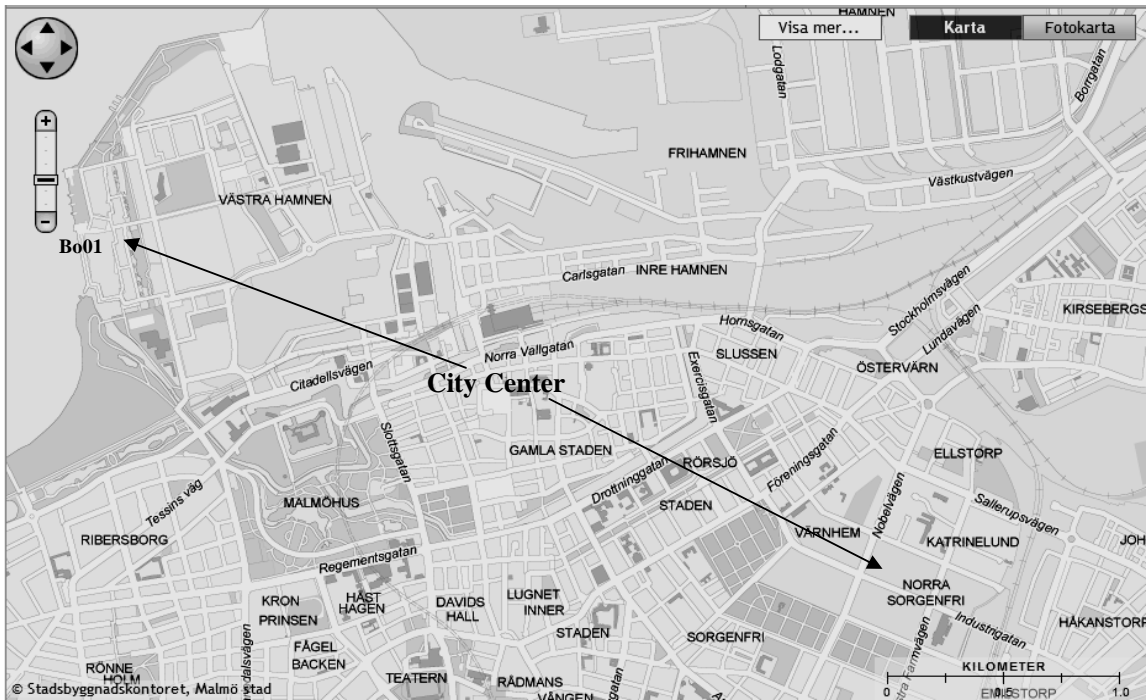 HAMNEN
Visa mer...
Karta
Fotokarta
+
Lodgatan
Borrgatan
FRIHAMNEN
Västkustvägen
VÄSTRA HAMNEN
−
Bo01
Carlsgatan
INRE HAMNEN
Stockholmsvägen
Lundavägen
KIRSEBERGS
Hornsgatan
SLUSSEN
Norra Vallgatan
Exercisgatan
ÖSTERVÄRN
Citadellsvägen
City Center
Slottsgatan
GAMLA STADEN
Drottninggatan
RÖRSJÖ
STADEN
Föreningsgatan
ELLSTORP
Nobelvägen
Sallerupsvägen
MALMÖHUS
Tessins väg
RIBERSBORG
VÄRNHEM
KATRINELUND
JOH
Regementsgatan
NORRA
SORGENFRI
KRON
PRINSEN
HÄST
HAGEN
DAVIDS
HALL
LUGNET
INNER
STADEN
SORGENFRI
Industrigatan
HÅKANSTORP
FÅGEL
BACKEN
RÖNNE
HOLM
TEATERN
RÅDMANS
VÄNGEN
KILOMETER
0
0.5
1.0
© Stadsbyggnadskontoret, Malmö stad